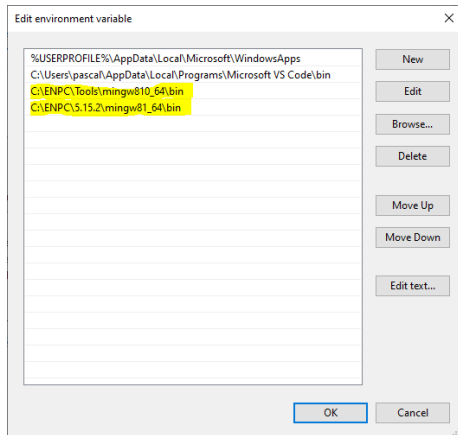 Edit environment variable
%USERPROFILE%\AppData\Local\Microsoft\WindowsApps
C:\Users\pascal\AppData\Local\Programs\Microsoft VS Code\bin
C:\ENPC\Tools\mingw810_64\bin
C:\ENPC\5.15.2\mingw81_64\bin
New
Edit
Browse...
Delete
Move Up
Move Down
Edit text...
OK
Cancel